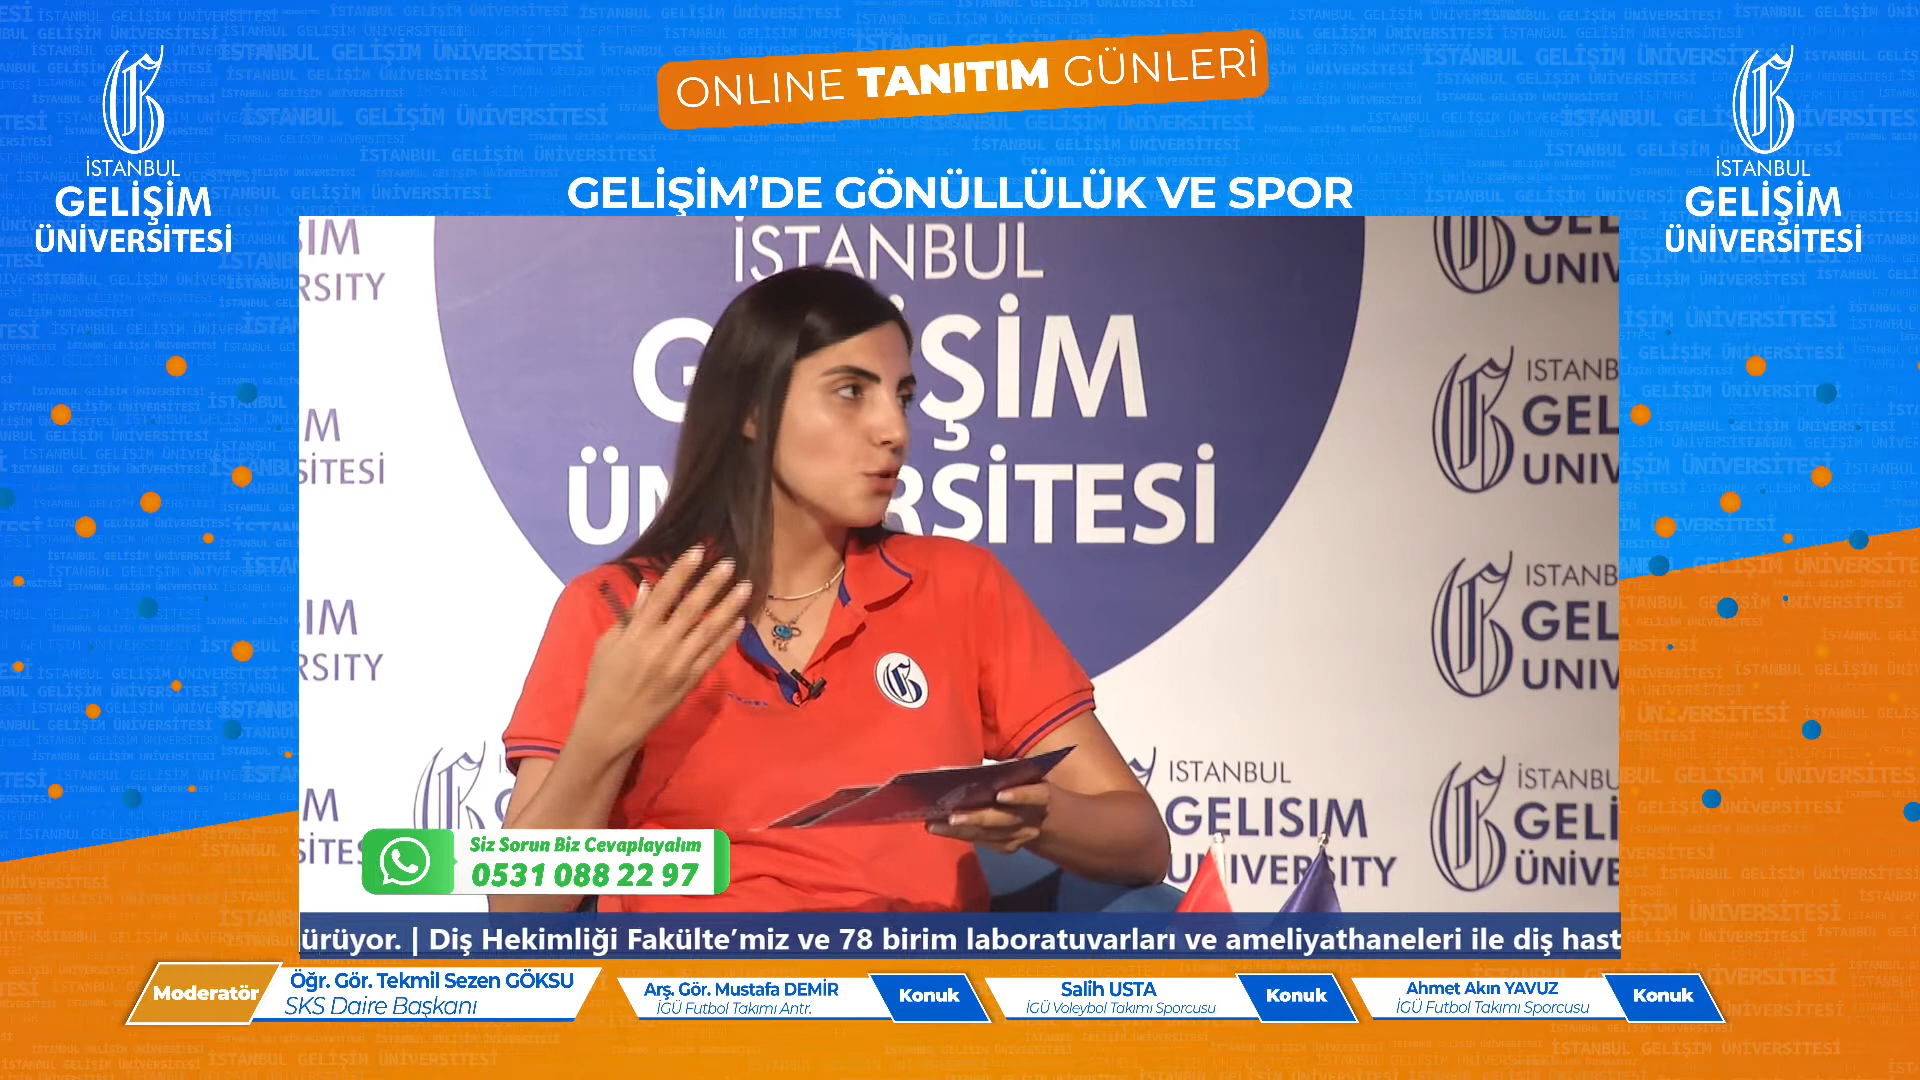 ONLINE TANITIM GÜNLERİ
İSTANBUL
GELİŞİM
ÜNİVERSİTESİ
İSTANBUL
GELİŞİM
ÜNİVERSİTESİ
GELİŞİM'DE GÖNÜLLÜLÜK VE SPOR
İSTANBUL
GELİŞİM
ÜNİVERSİTESİ
ISTANBUL
GELISIM
UNIVERSITY
Siz Sorun Biz Cevaplayalım
0531 088 22 97
ürüyor. | Diş Hekimliği Fakülte'miz ve 78 birim laboratuvarları ve ameliyathaneleri ile diş hast
Moderatör
Öğr. Gör. Tekmil Sezen GÖKSU
SKS Daire Başkanı
Arş. Gör. Mustafa DEMİR
İGÜ Futbol Takımı Antr.
Konuk
Salih USTA
İGÜ Voleybol Takımı Sporcusu
Konuk
Ahmet Akın YAVUZ
İGÜ Futbol Takımı Sporcusu
Konuk